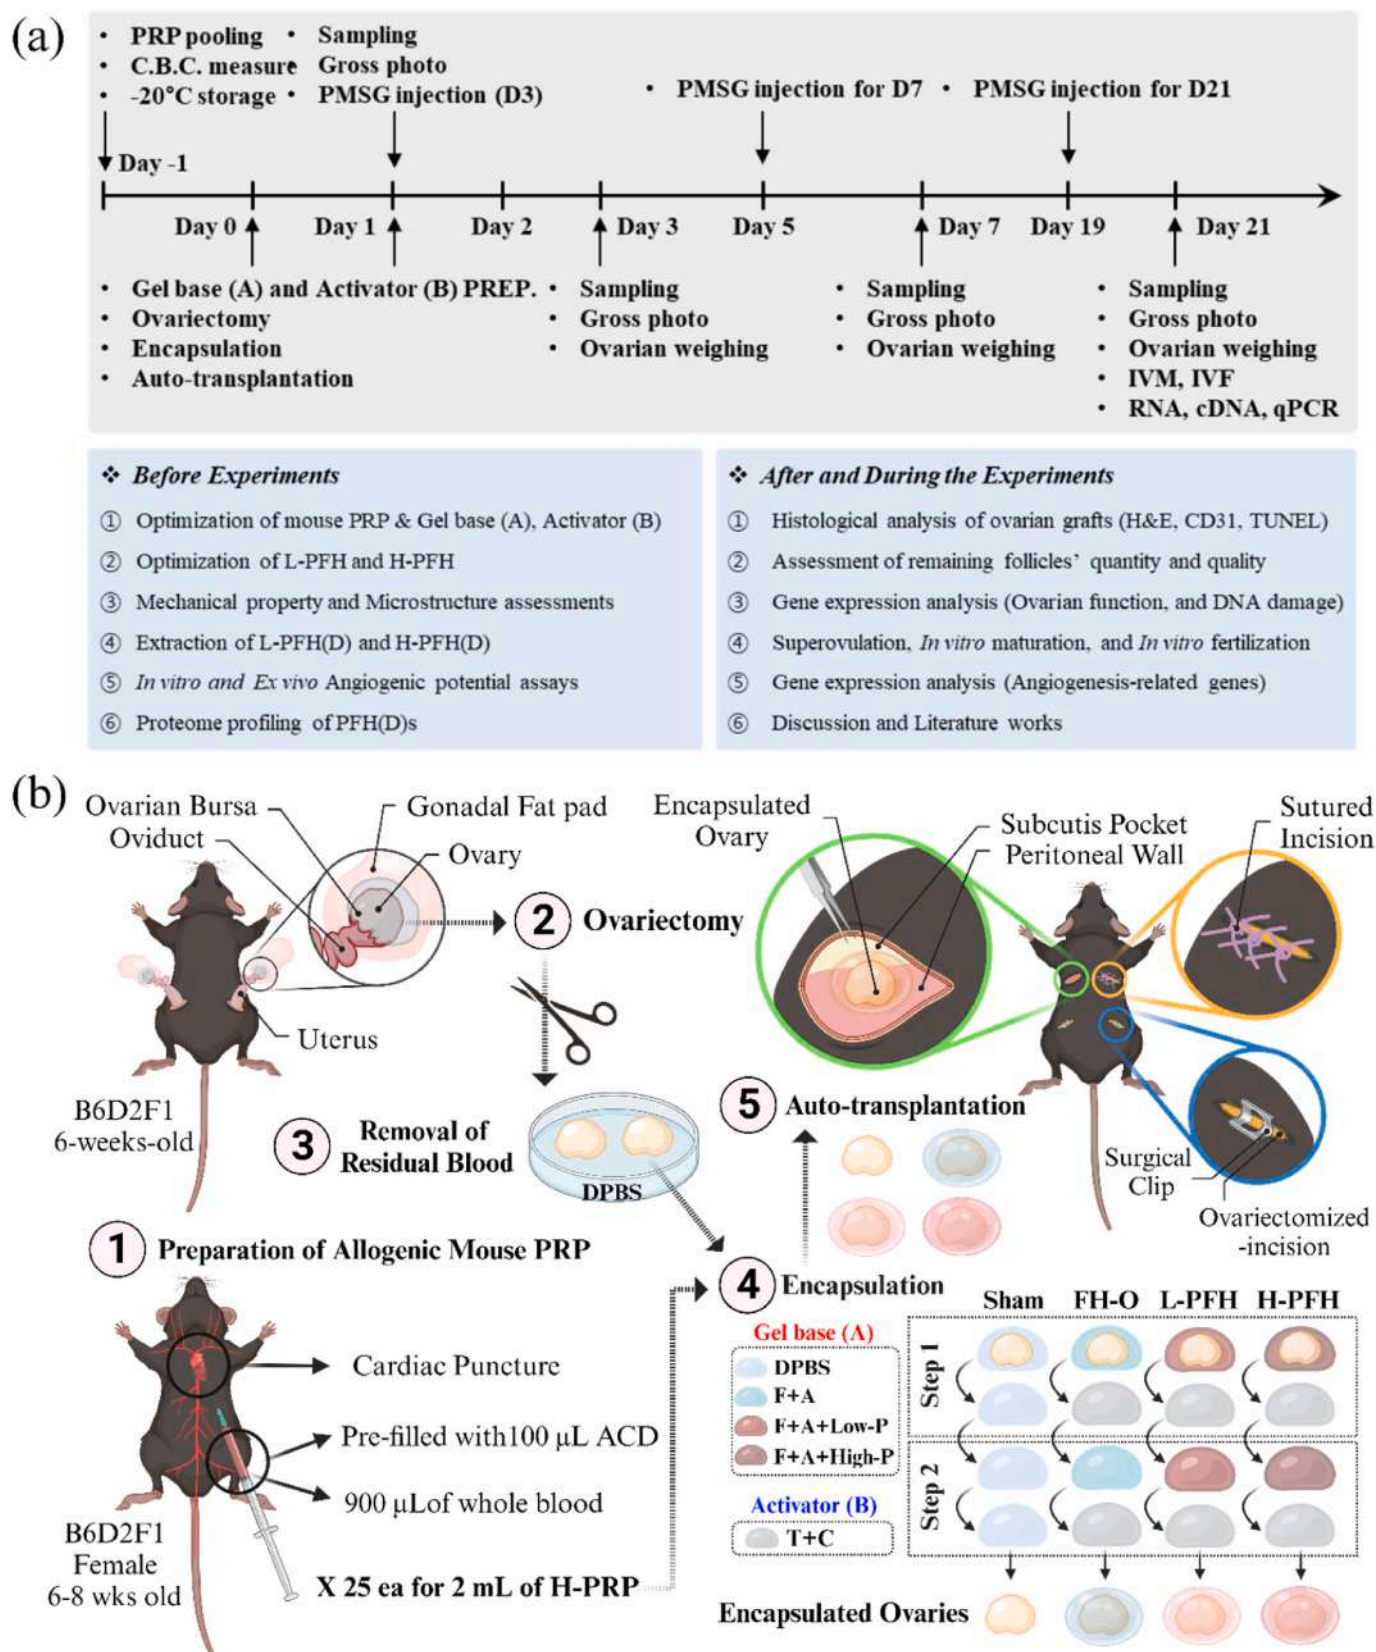 (a)
• PRP pooling
• C.B.C. measure
• -20°C storage
• Sampling
• Gross photo
• PMSG injection (D3)
• PMSG injection for D7
• PMSG injection for D21
Day -1
Day 0
Day 1
Day 2
Day 3
Day 5
Day 7
Day 19
Day 21
• Gel base (A) and Activator (B) PREP.
• Ovariectomy
• Encapsulation
• Auto-transplantation
• Sampling
• Gross photo
• Ovarian weighing
• Sampling
• Gross photo
• Ovarian weighing
• Sampling
• Gross photo
• Ovarian weighing
• IVM, IVF
• RNA, cDNA, qPCR
❖ Before Experiments
① Optimization of mouse PRP & Gel base (A), Activator (B)
② Optimization of L-PFH and H-PFH
③ Mechanical property and Microstructure assessments
④ Extraction of L-PFH(D) and H-PFH(D)
⑤ In vitro and Ex vivo Angiogenic potential assays
⑥ Proteome profiling of PFH(D)s
❖ After and During the Experiments
① Histological analysis of ovarian grafts (H&E, CD31, TUNEL)
② Assessment of remaining follicles' quantity and quality
③ Gene expression analysis (Ovarian function, and DNA damage)
④ Superovulation, In vitro maturation, and In vitro fertilization
⑤ Gene expression analysis (Angiogenesis-related genes)
⑥ Discussion and Literature works
(b)
Ovarian Bursa
Oviduct
Gonadal Fat pad
Ovary
Uterus
B6D2F1
6-weeks-old
2 Ovariectomy
3 Removal of
Residual Blood
DPBS
Encapsulated
Ovary
Subcutis Pocket
Peritoneal Wall
Sutured
Incision
Surgical
Clip
Ovariectomized
-incision
5 Auto-transplantation
1 Preparation of Allogenic Mouse PRP
Cardiac Puncture
Pre-filled with100 μL ACD
900 μLof whole blood
B6D2F1
Female
6-8 wks old
X 25 ea for 2 mL of H-PRP
4 Encapsulation
Gel base (A)
DPBS
F+A
F+A+Low-P
F+A+High-P
Activator (B)
T+C
Sham FH-O L-PFH H-PFH
Step 1
Step 2
Encapsulated Ovaries